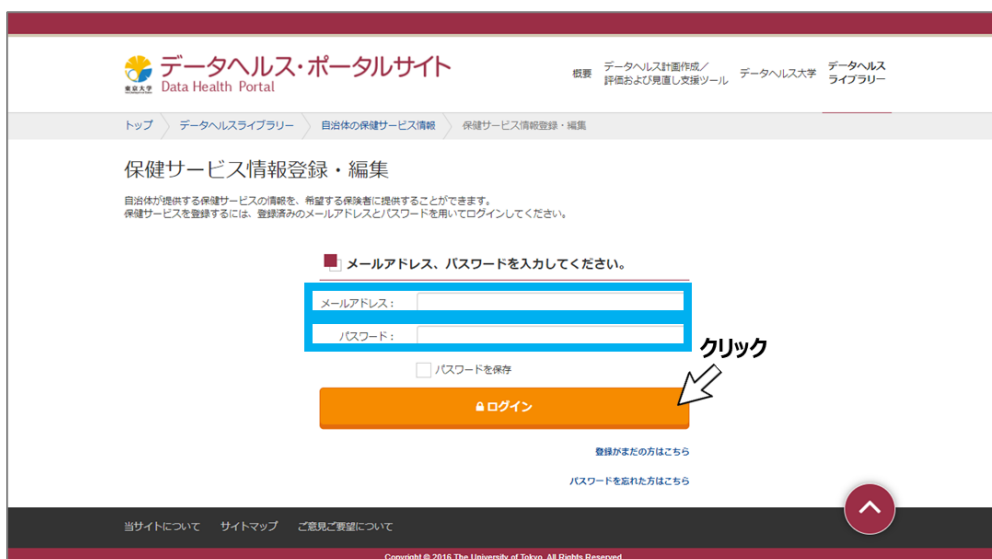 データヘルス・ポータルサイト
東京大学
Data Health Portal
概要
データヘルス計画作成／
評価および見直し支援ツール
データヘルス大学
データヘルス
ライブラリー
トップ
データヘルスライブラリー
自治体の保健サービス情報
保健サービス情報登録・編集
保健サービス情報登録・編集
自治体が提供する保健サービスの情報を、希望する保険者に提供することができます。
保健サービスを登録するには、登録済みのメールアドレスとパスワードを用いてログインしてください。
メールアドレス、パスワードを入力してください。
メールアドレス：
パスワード：
クリック
パスワードを保存
ログイン
登録がまだの方はこちら
パスワードを忘れた方はこちら
当サイトについて
サイトマップ
ご意見ご要望について
Copyright © 2016 The University of Tokyo, All Rights Reserved